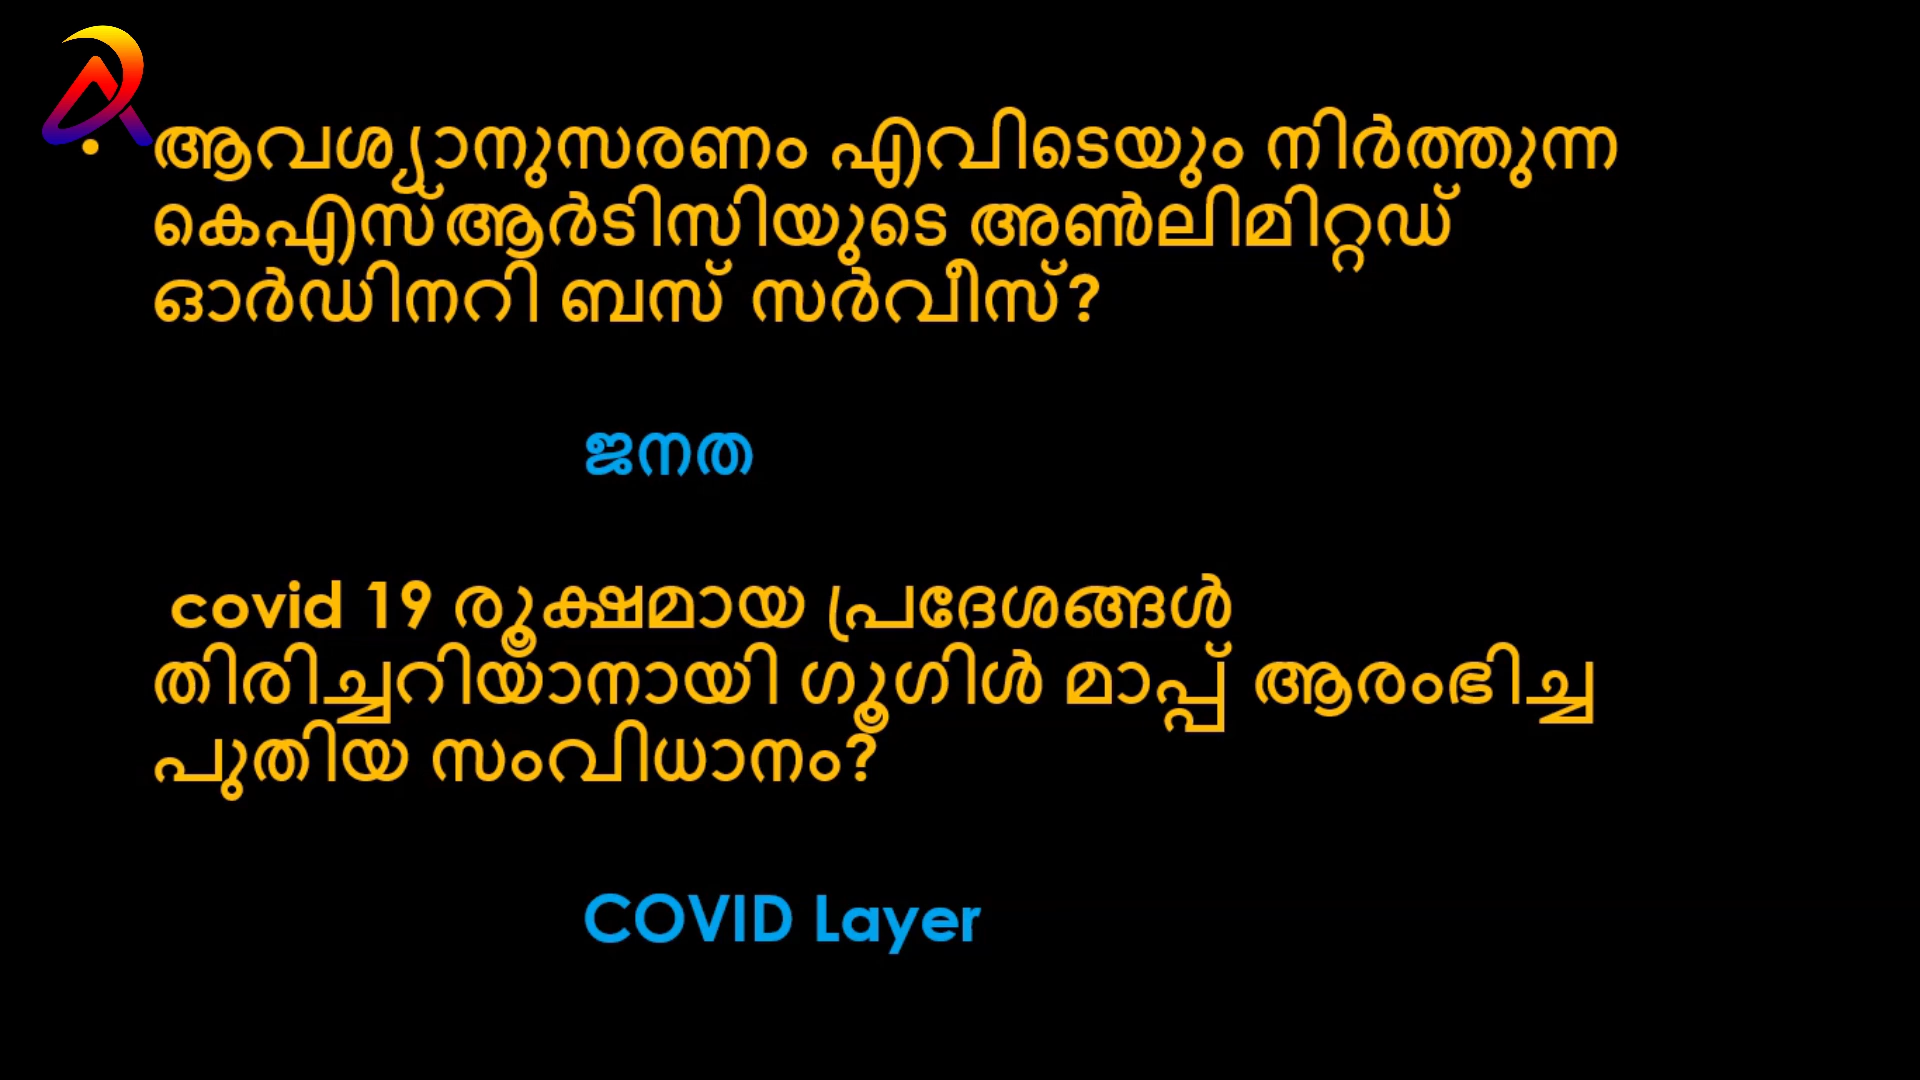 • ആവശ്യാനുസരണം എവിടെയും നിർത്തുന്ന
കെഎസ്ആർടിസിയുടെ അൺലിമിറ്റഡ്
ഓർഡിനറി ബസ് സർവീസ്?
ജനത
covid 19 രൂക്ഷമായ പ്രദേശങ്ങൾ
തിരിച്ചറിയാനായി ഗൂഗിൾ മാപ്പ് ആരംഭിച്ച
പുതിയ സംവിധാനം?
COVID Layer